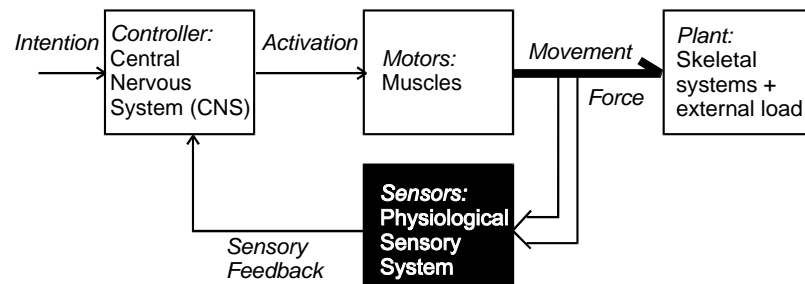 Intention
Controller:
Central
Nervous
System (CNS)
Activation
Motors:
Muscles
Movement
Force
Plant:
Skeletal
systems +
external load
Sensors:
Physiological
Sensory
System
Sensory
Feedback